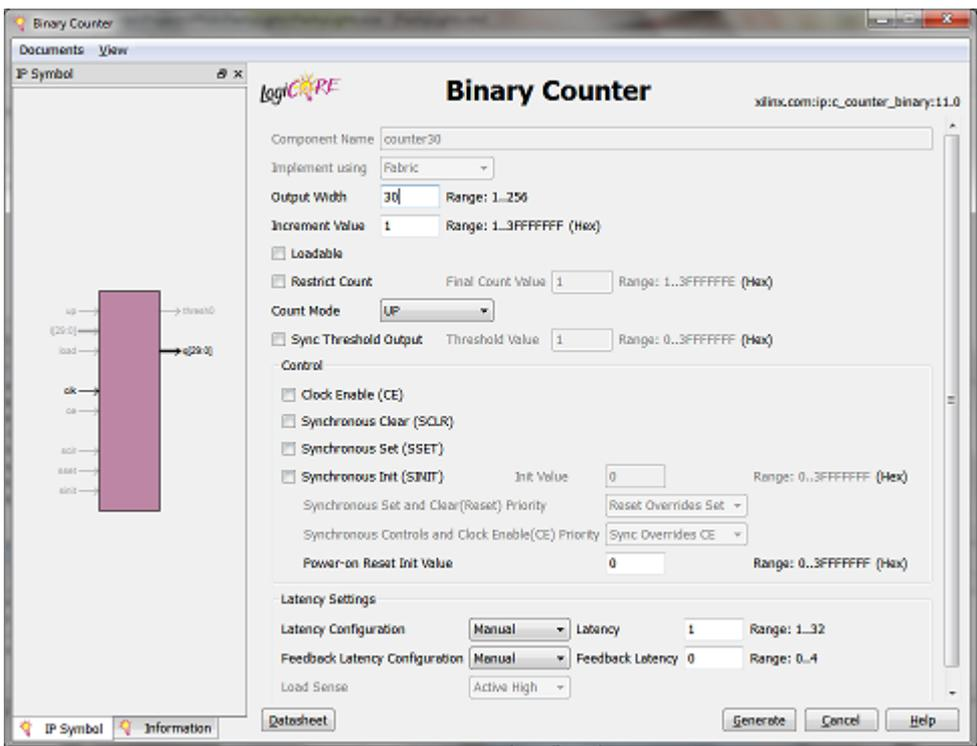 Binary Counter
Documents View
IP Symbol
LogiCORE
Binary Counter
xilinx.com:ip:c_counter_binary:11.0
Component Name counter30
Implement using Fabric
Output Width 30 Range: 1..256
Increment Value 1 Range: 1..3FFFFFFF (Hex)
Loadable
Restrict Count Final Count Value 1 Range: 1..3FFFFFFE (Hex)
Count Mode UP
Sync Threshold Output Threshold Value 1 Range: 0..3FFFFFFF (Hex)
Control
Clock Enable (CE)
Synchronous Clear (SCLR)
Synchronous Set (SSET)
Synchronous Init (SINIT) Init Value 0 Range: 0..3FFFFFFF (Hex)
Synchronous Set and Clear(Reset) Priority Reset Overrides Set
Synchronous Controls and Clock Enable(CE) Priority Sync Overrides CE
Power-on Reset Init Value 0 Range: 0..3FFFFFFF (Hex)
Latency Settings
Latency Configuration Manual Latency 1 Range: 1..32
Feedback Latency Configuration Manual Feedback Latency 0 Range: 0..4
Load Sense Active High
up
thresh0
l[29:0]
load
q[29:0]
clk
ce
sclr
sset
sinit
IP Symbol Information
Datasheet Generate Cancel Help